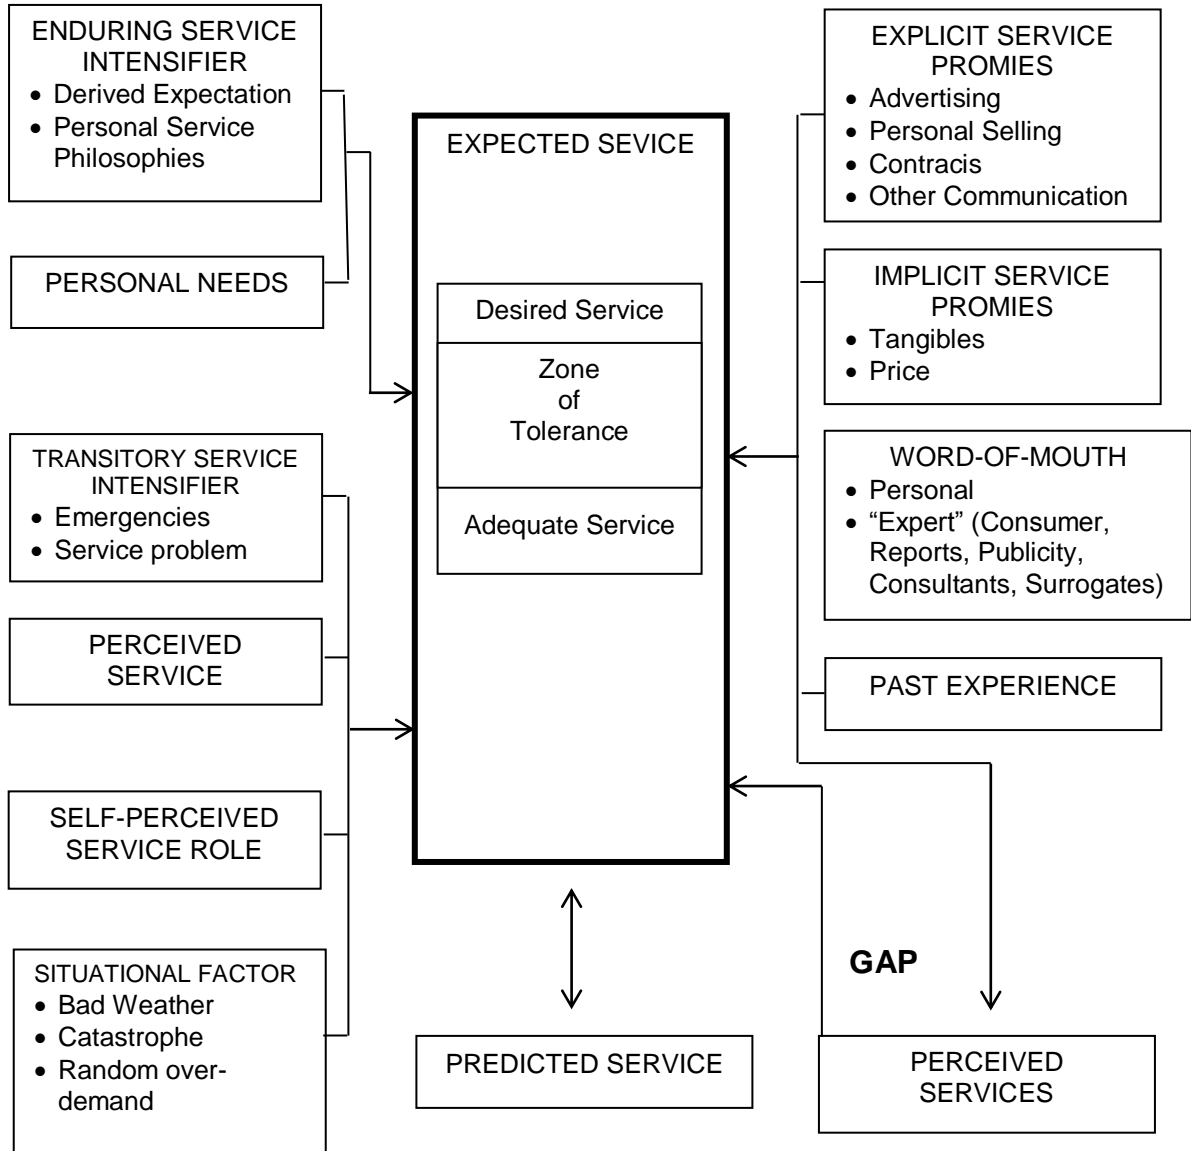 ENDURING SERVICE
INTENSIFIER
• Derived Expectation
• Personal Service
Philosophies
PERSONAL NEEDS
TRANSITORY SERVICE
INTENSIFIER
• Emergencies
• Service problem
PERCEIVED
SERVICE
SELF-PERCEIVED
SERVICE ROLE
SITUATIONAL FACTOR
• Bad Weather
• Catastrophe
• Random over-
demand
EXPECTED SEVICE
Desired Service
Zone
of
Tolerance
Adequate Service
PREDICTED SERVICE
EXPLICIT SERVICE
PROMIES
• Advertising
• Personal Selling
• Contracis
• Other Communication
IMPLICIT SERVICE
PROMIES
• Tangibles
• Price
WORD-OF-MOUTH
• Personal
• “Expert” (Consumer,
Reports, Publicity,
Consultants, Surrogates)
PAST EXPERIENCE
GAP
PERCEIVED
SERVICES